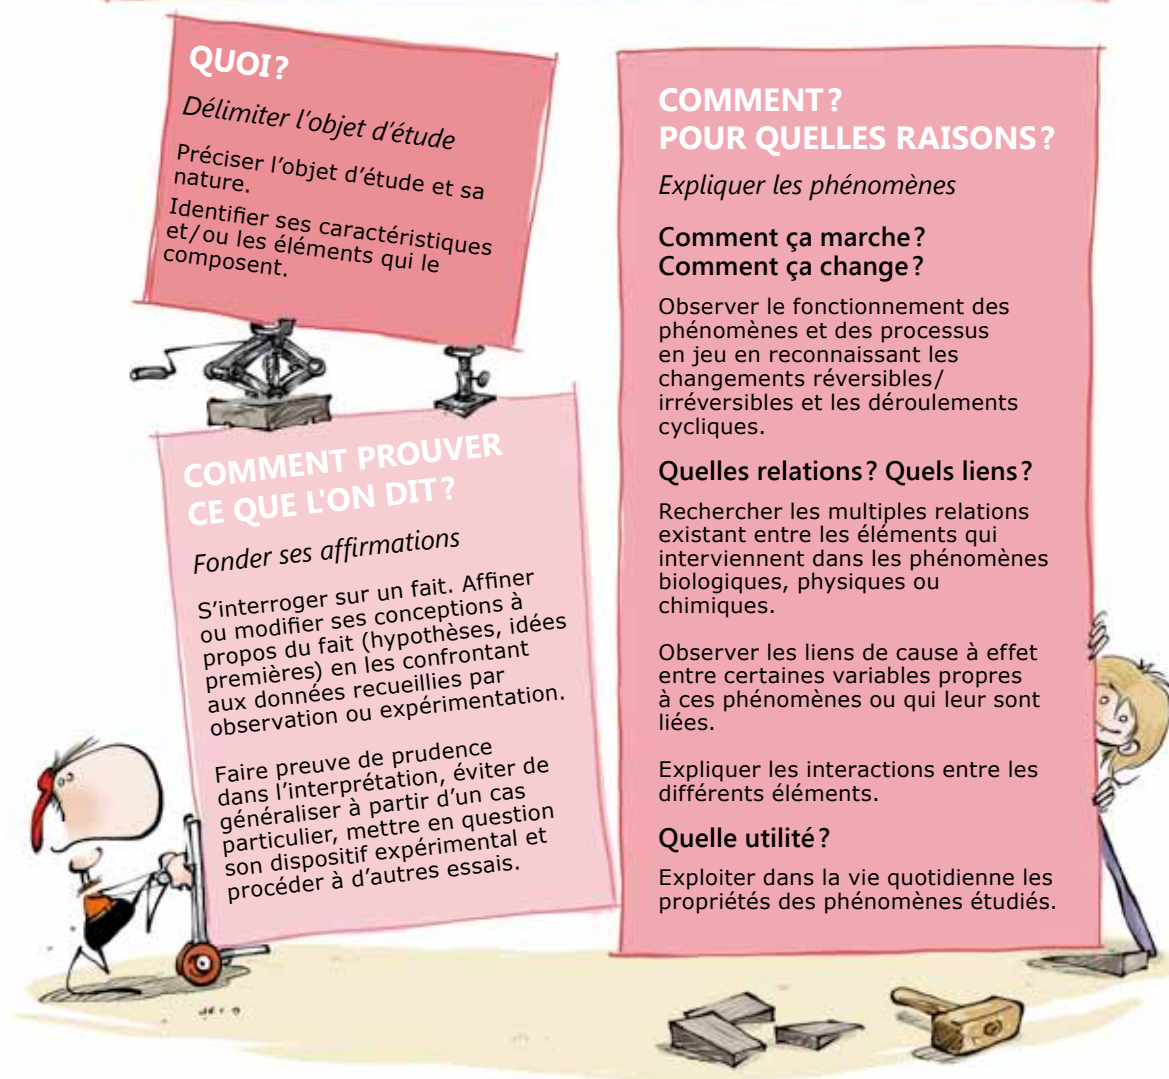 QUOI ?
Délimiter l'objet d'étude
Préciser l'objet d'étude et sa
nature.
Identifier ses caractéristiques
et/ou les éléments qui le
composent.
COMMENT PROUVER
CE QUE L'ON DIT ?
Fonder ses affirmations
S'interroger sur un fait. Affiner
ou modifier ses conceptions à
propos du fait (hypothèses, idées
premières) en les confrontant
aux données recueillies par
observation ou expérimentation.
Faire preuve de prudence
dans l'interprétation, éviter de
généraliser à partir d'un cas
particulier, mettre en question
son dispositif expérimental et
procéder à d'autres essais.
COMMENT ?
POUR QUELLES RAISONS ?
Expliquer les phénomènes
Comment ça marche ?
Comment ça change ?
Observer le fonctionnement des
phénomènes et des processus
en jeu en reconnaissant les
changements réversibles/
irréversibles et les déroulements
cycliques.
Quelles relations ? Quels liens ?
Rechercher les multiples relations
existant entre les éléments qui
interviennent dans les phénomènes
biologiques, physiques ou
chimiques.
Observer les liens de cause à effet
entre certaines variables propres
à ces phénomènes ou qui leur sont
liées.
Expliquer les interactions entre les
différents éléments.
Quelle utilité ?
Exploiter dans la vie quotidienne les
propriétés des phénomènes étudiés.